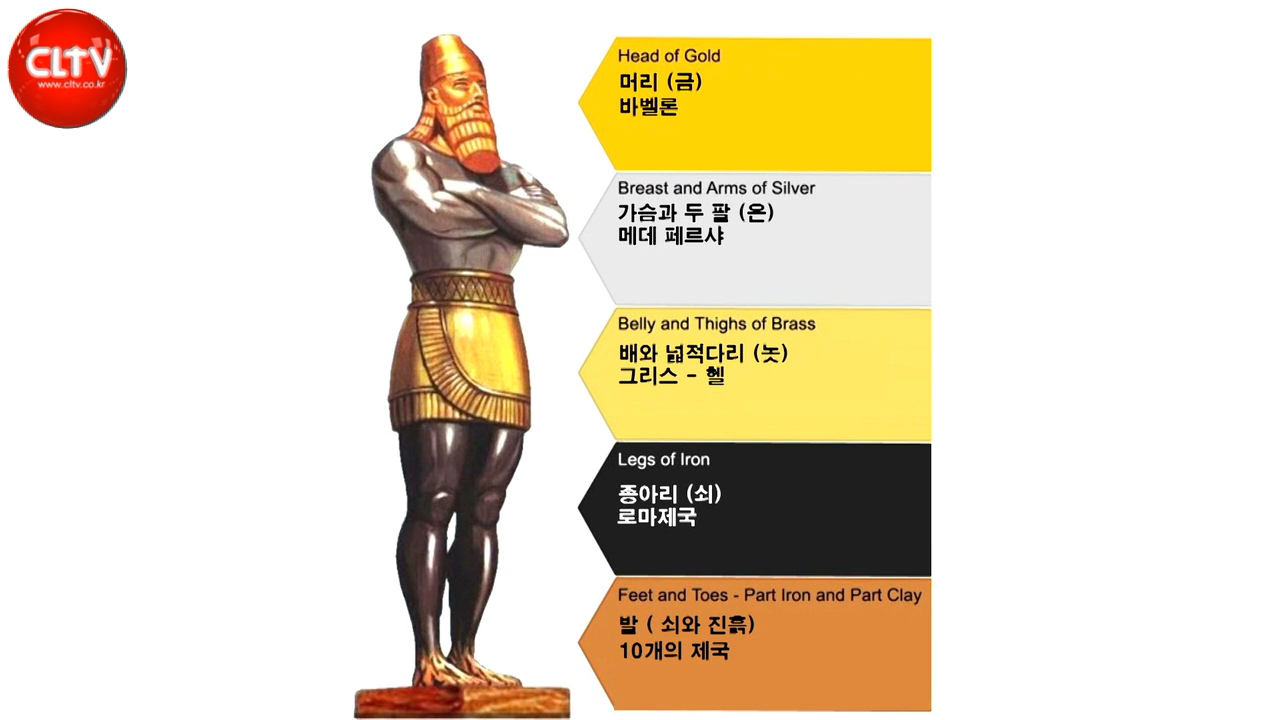 CLTV
www.cltv.co.kr
Head of Gold
머리 (금)
바벨론
Breast and Arms of Silver
가슴과 두 팔 (은)
메데 페르샤
Belly and Thighs of Brass
배와 넓적다리 (놋)
그리스 - 헬
Legs of Iron
종아리 (쇠)
로마제국
Feet and Toes - Part Iron and Part Clay
발 ( 쇠와 진흙)
10개의 제국